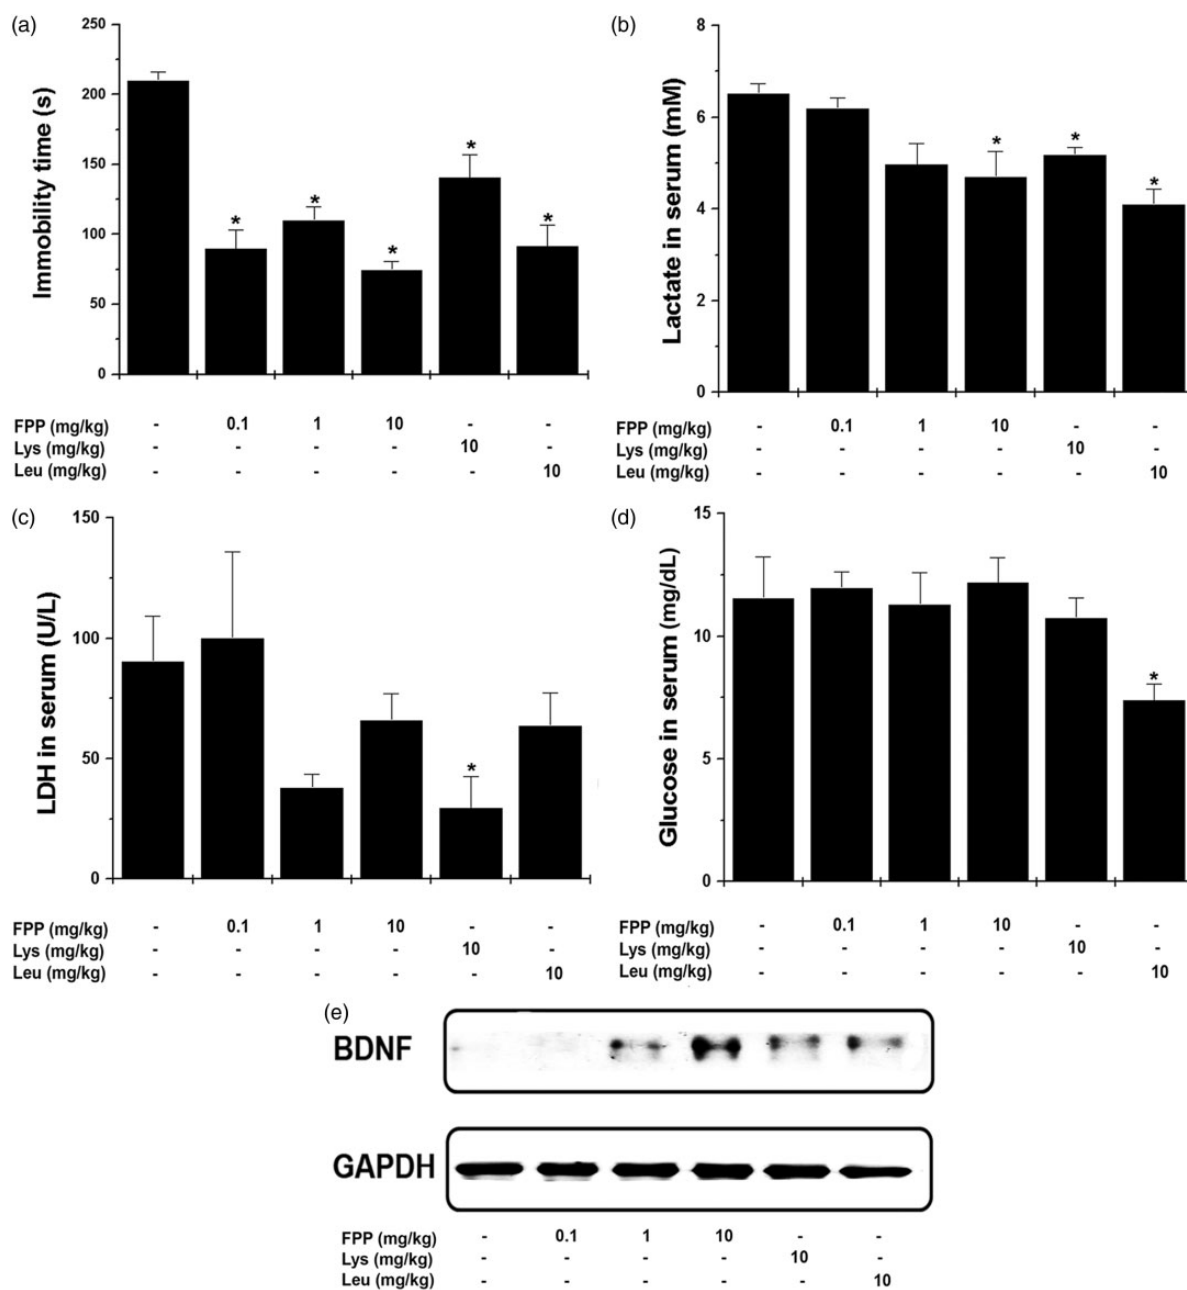 (a)
250
200
150
100
50
0
Immobility time (s)
* * * * *
FPP (mg/kg) - 0.1 1 10 - -
Lys (mg/kg) - - - - 10 -
Leu (mg/kg) - - - - - 10
(b)
8
6
4
2
0
Lactate in serum (mM)
* * *
FPP (mg/kg) - 0.1 1 10 - -
Lys (mg/kg) - - - - 10 -
Leu (mg/kg) - - - - - 10
(c)
150
100
50
0
LDH in serum (U/L)
*
FPP (mg/kg) - 0.1 1 10 - -
Lys (mg/kg) - - - - 10 -
Leu (mg/kg) - - - - - 10
(d)
15
10
5
0
Glucose in serum (mg/dL)
*
FPP (mg/kg) - 0.1 1 10 - -
Lys (mg/kg) - - - - 10 -
Leu (mg/kg) - - - - - 10
(e)
BDNF
GAPDH
FPP (mg/kg) - 0.1 1 10 - -
Lys (mg/kg) - - - - 10 -
Leu (mg/kg) - - - - - 10